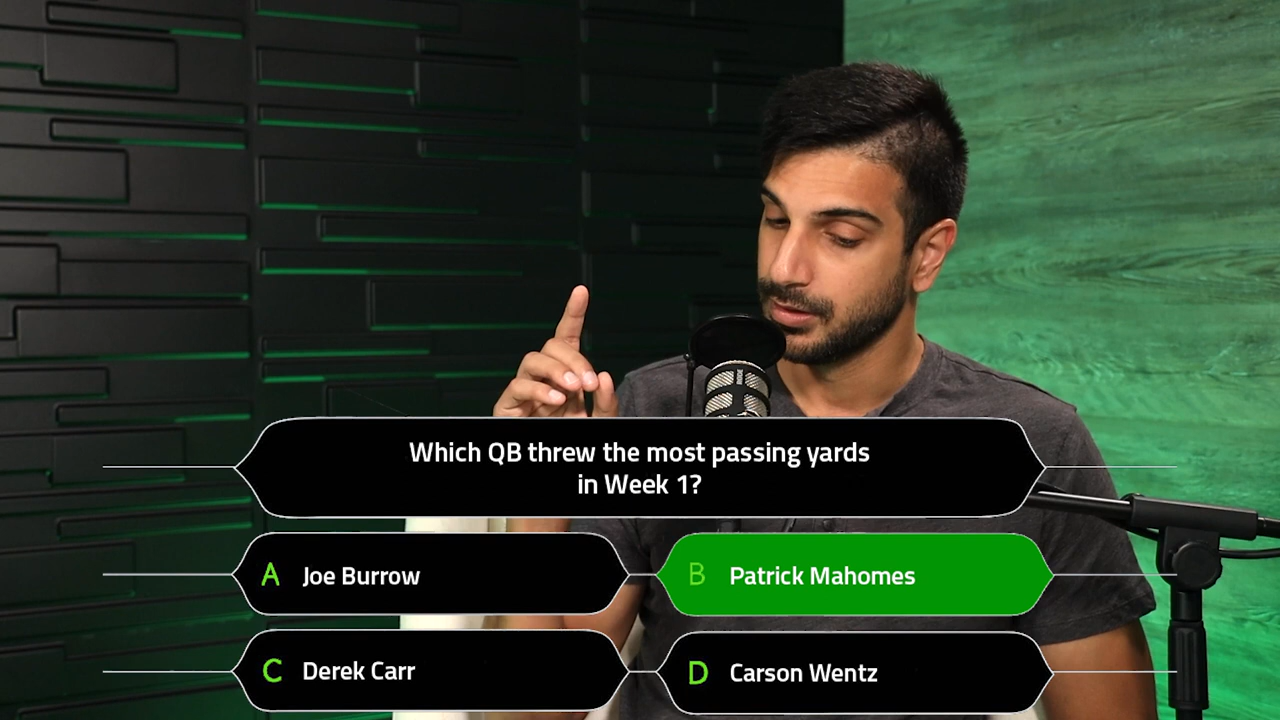 Which QB threw the most passing yards
in Week 1?
A Joe Burrow
B Patrick Mahomes
C Derek Carr
D Carson Wentz